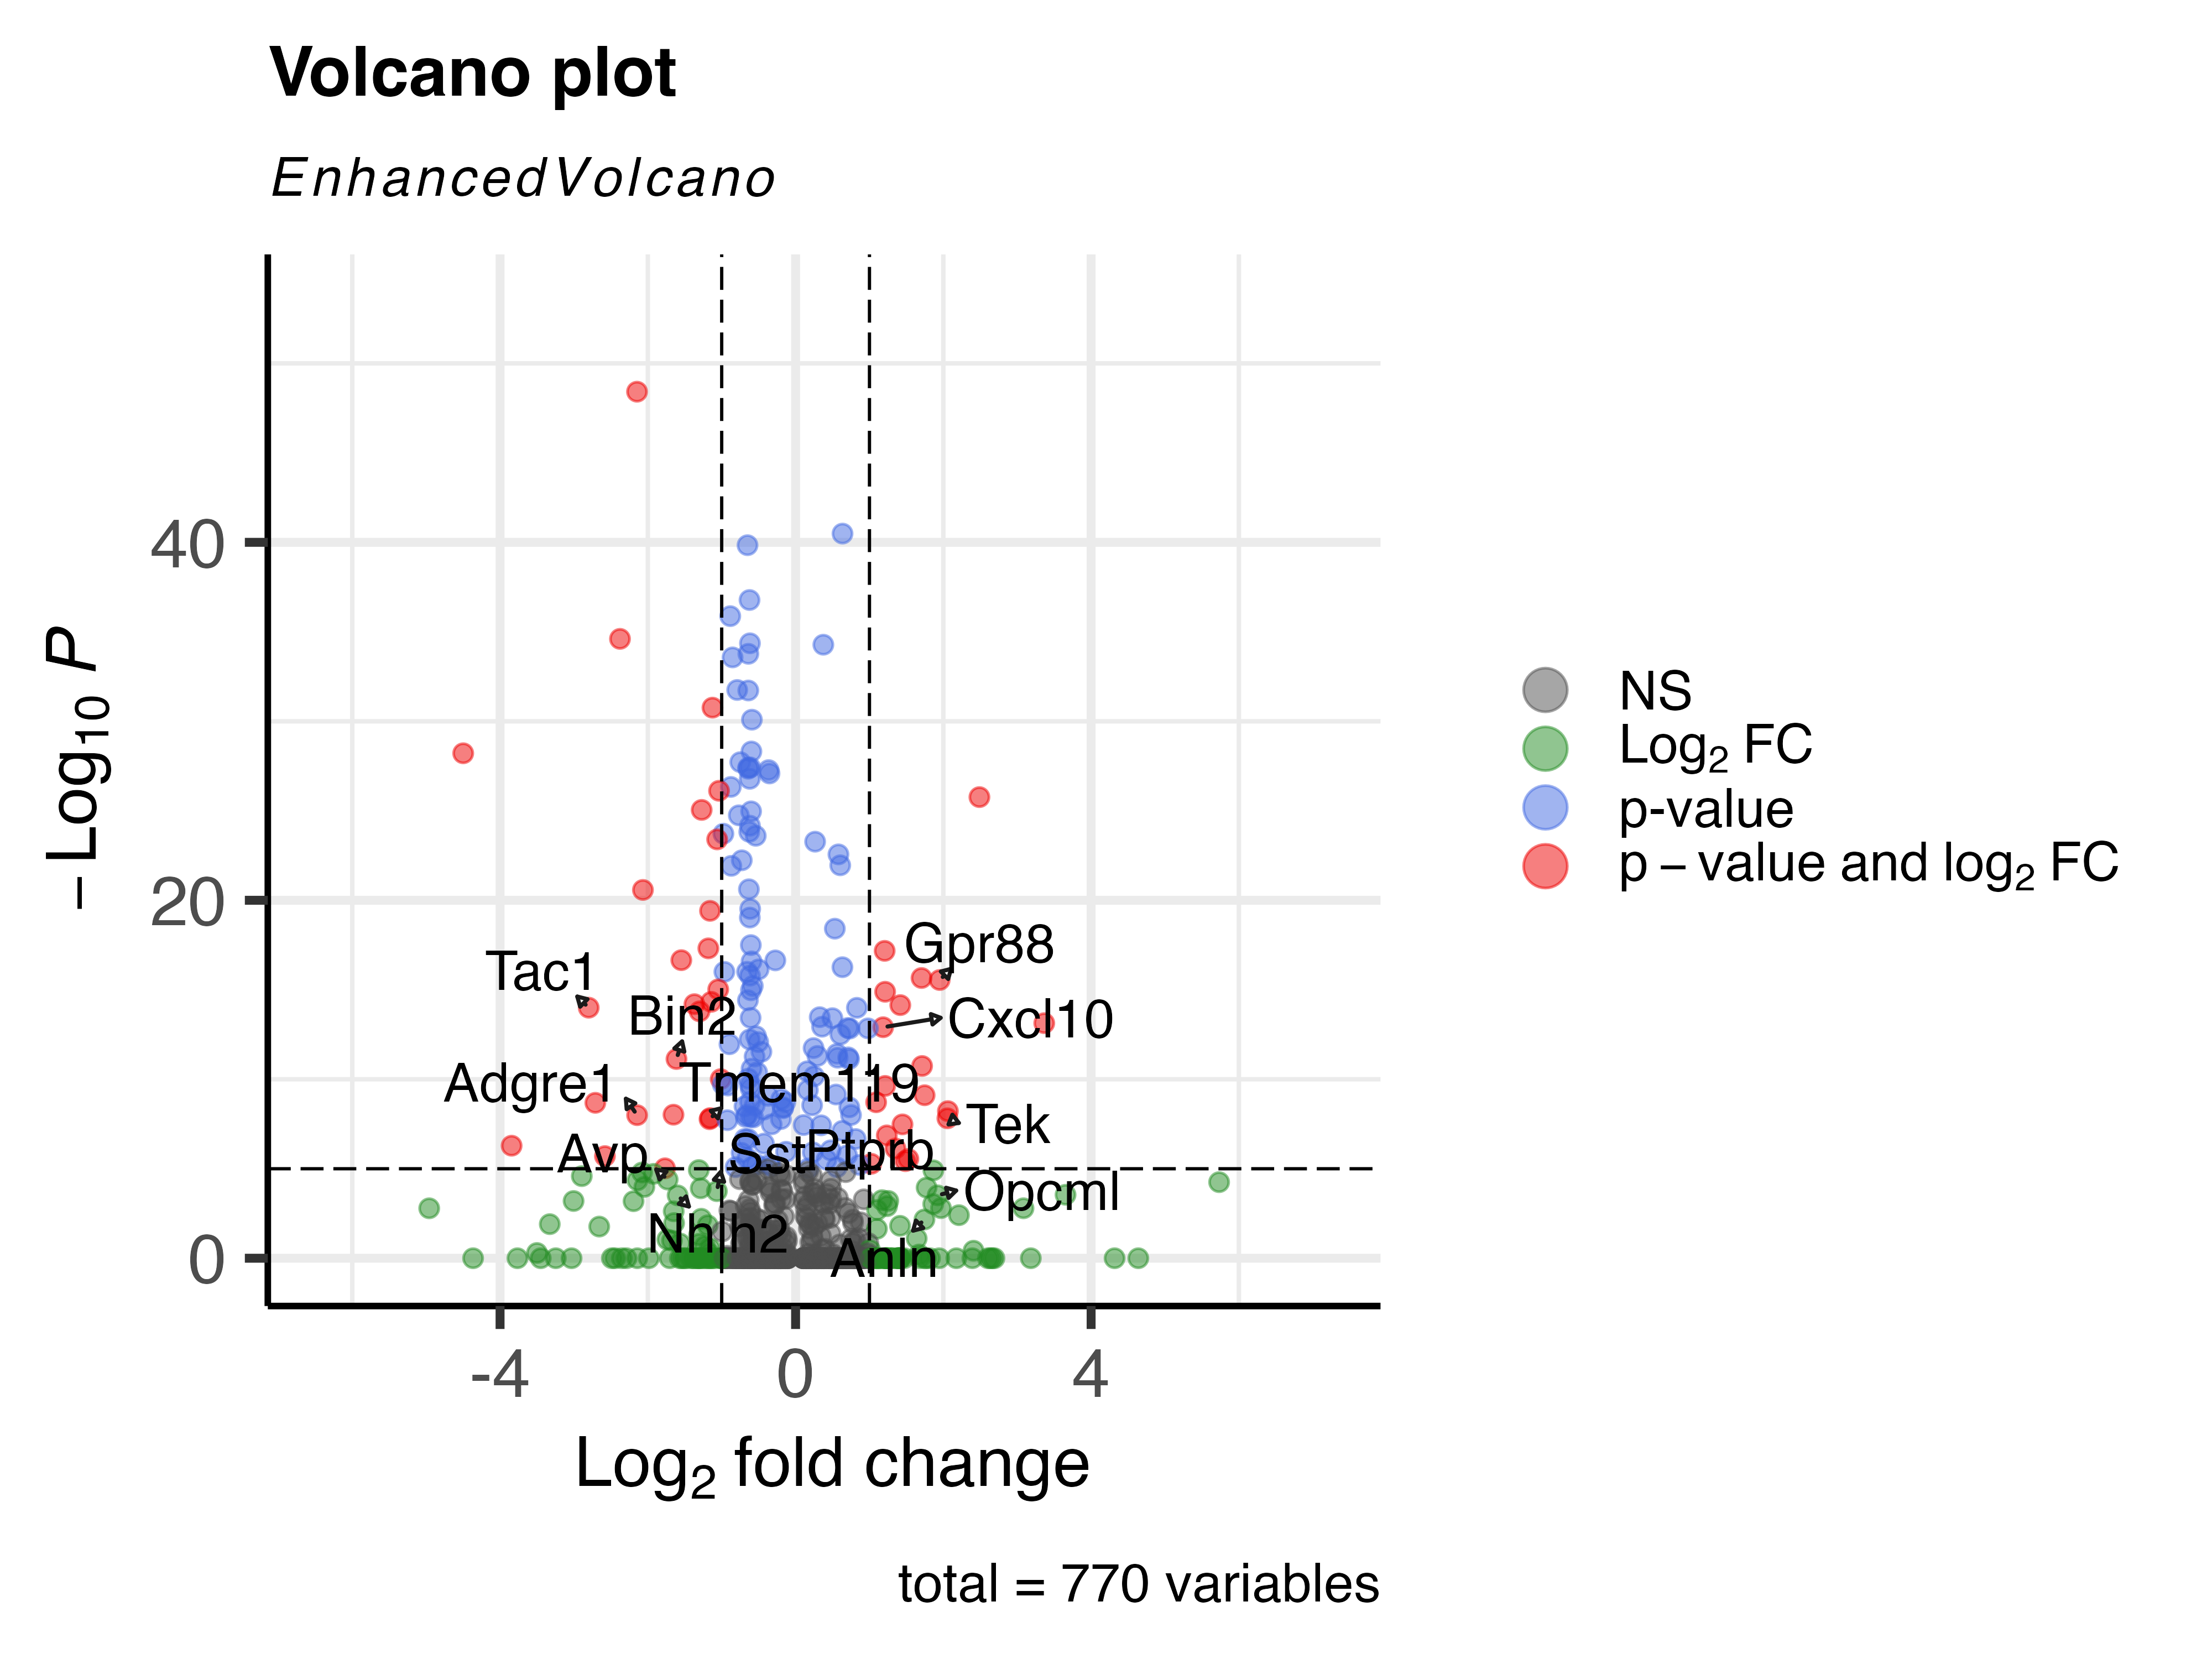 Volcano plot
EnhancedVolcano
−Log10 P
40
20
0
Gpr88
Tac1
Bin2
Cxcl10
Adgre1
Tmem119
Tek
Avp
Sst
Ptprb
Opcml
Nhlh2
Anln
-4
0
4
Log2 fold change
NS
Log2 FC
p-value
p − value and log2 FC
total = 770 variables